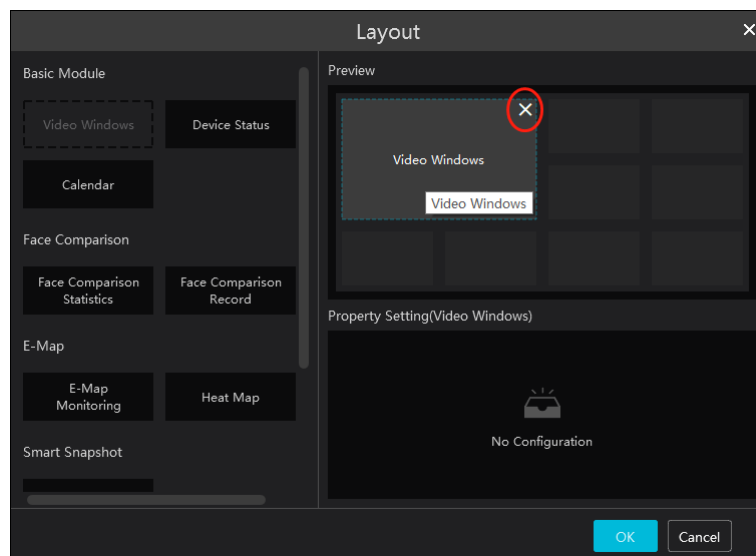 Layout
Basic Module
Video Windows
Device Status
Calendar
Face Comparison
Face Comparison
Statistics
Face Comparison
Record
E-Map
E-Map
Monitoring
Heat Map
Smart Snapshot
Preview
Video Windows
Video Windows
Property Setting(Video Windows)
No Configuration
OK
Cancel